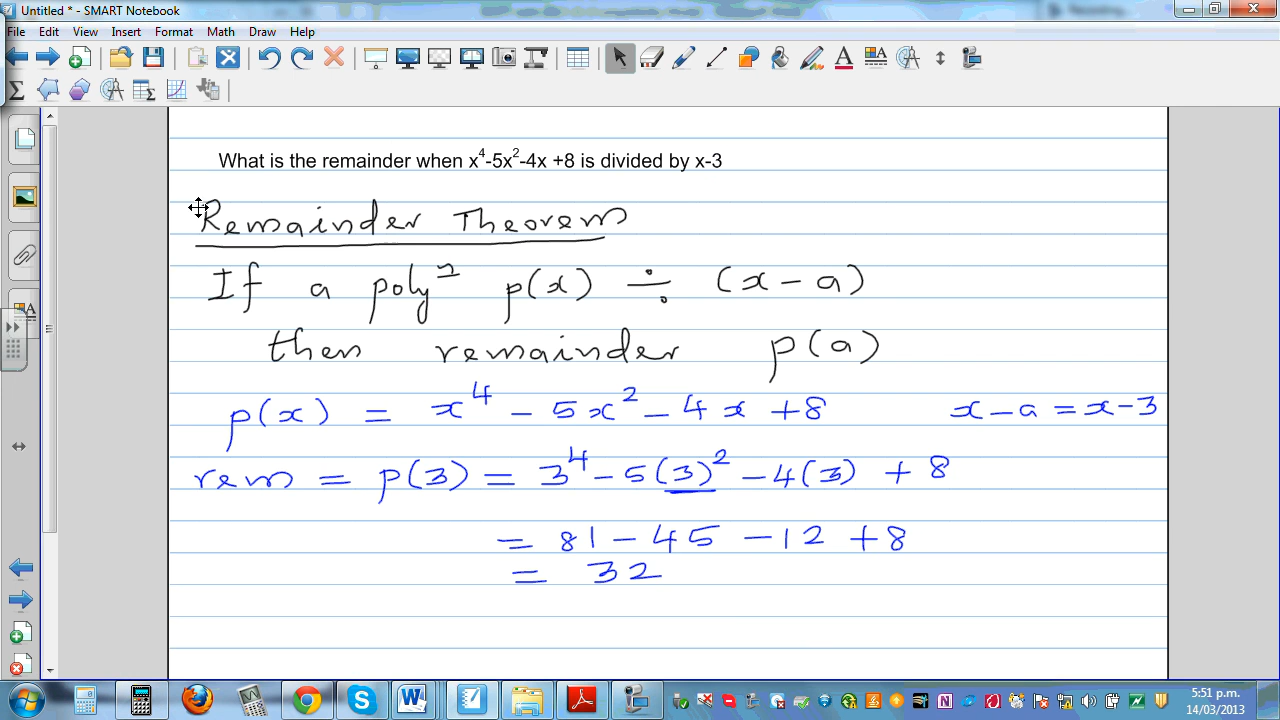 Untitled * - SMART Notebook
File Edit View Insert Format Math Draw Help
What is the remainder when x⁴-5x²-4x +8 is divided by x-3
Remainder Theorem
If a polyⁿ p(x) ÷ (x - a)
then remainder p(a)
p(x) = x⁴ - 5x² - 4x + 8 x - a = x - 3
rem = p(3) = 3⁴ - 5(3)² - 4(3) + 8
= 81 - 45 - 12 + 8
= 32
5:51 p.m.
14/03/2013